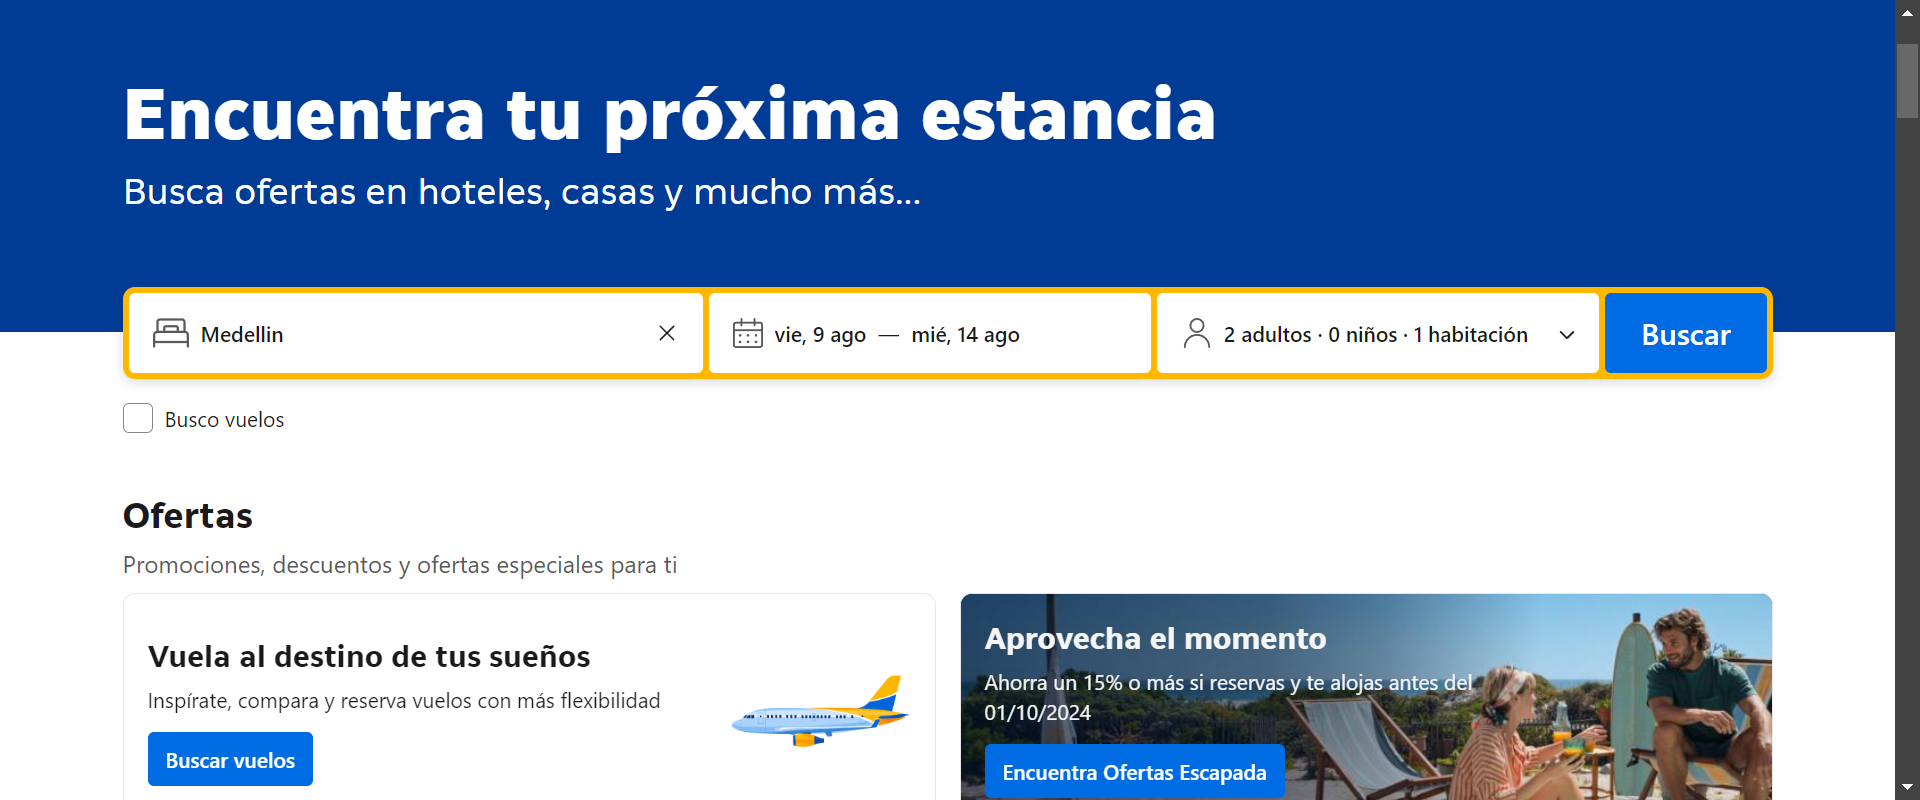 Encuentra tu próxima estancia
Busca ofertas en hoteles, casas y mucho más...
Medellin
vie, 9 ago — mié, 14 ago
2 adultos · 0 niños · 1 habitación
Buscar
Busco vuelos
Ofertas
Promociones, descuentos y ofertas especiales para ti
Vuela al destino de tus sueños
Inspírate, compara y reserva vuelos con más flexibilidad
Buscar vuelos
Aprovecha el momento
Ahorra un 15% o más si reservas y te alojas antes del
01/10/2024
Encuentra Ofertas Escapada